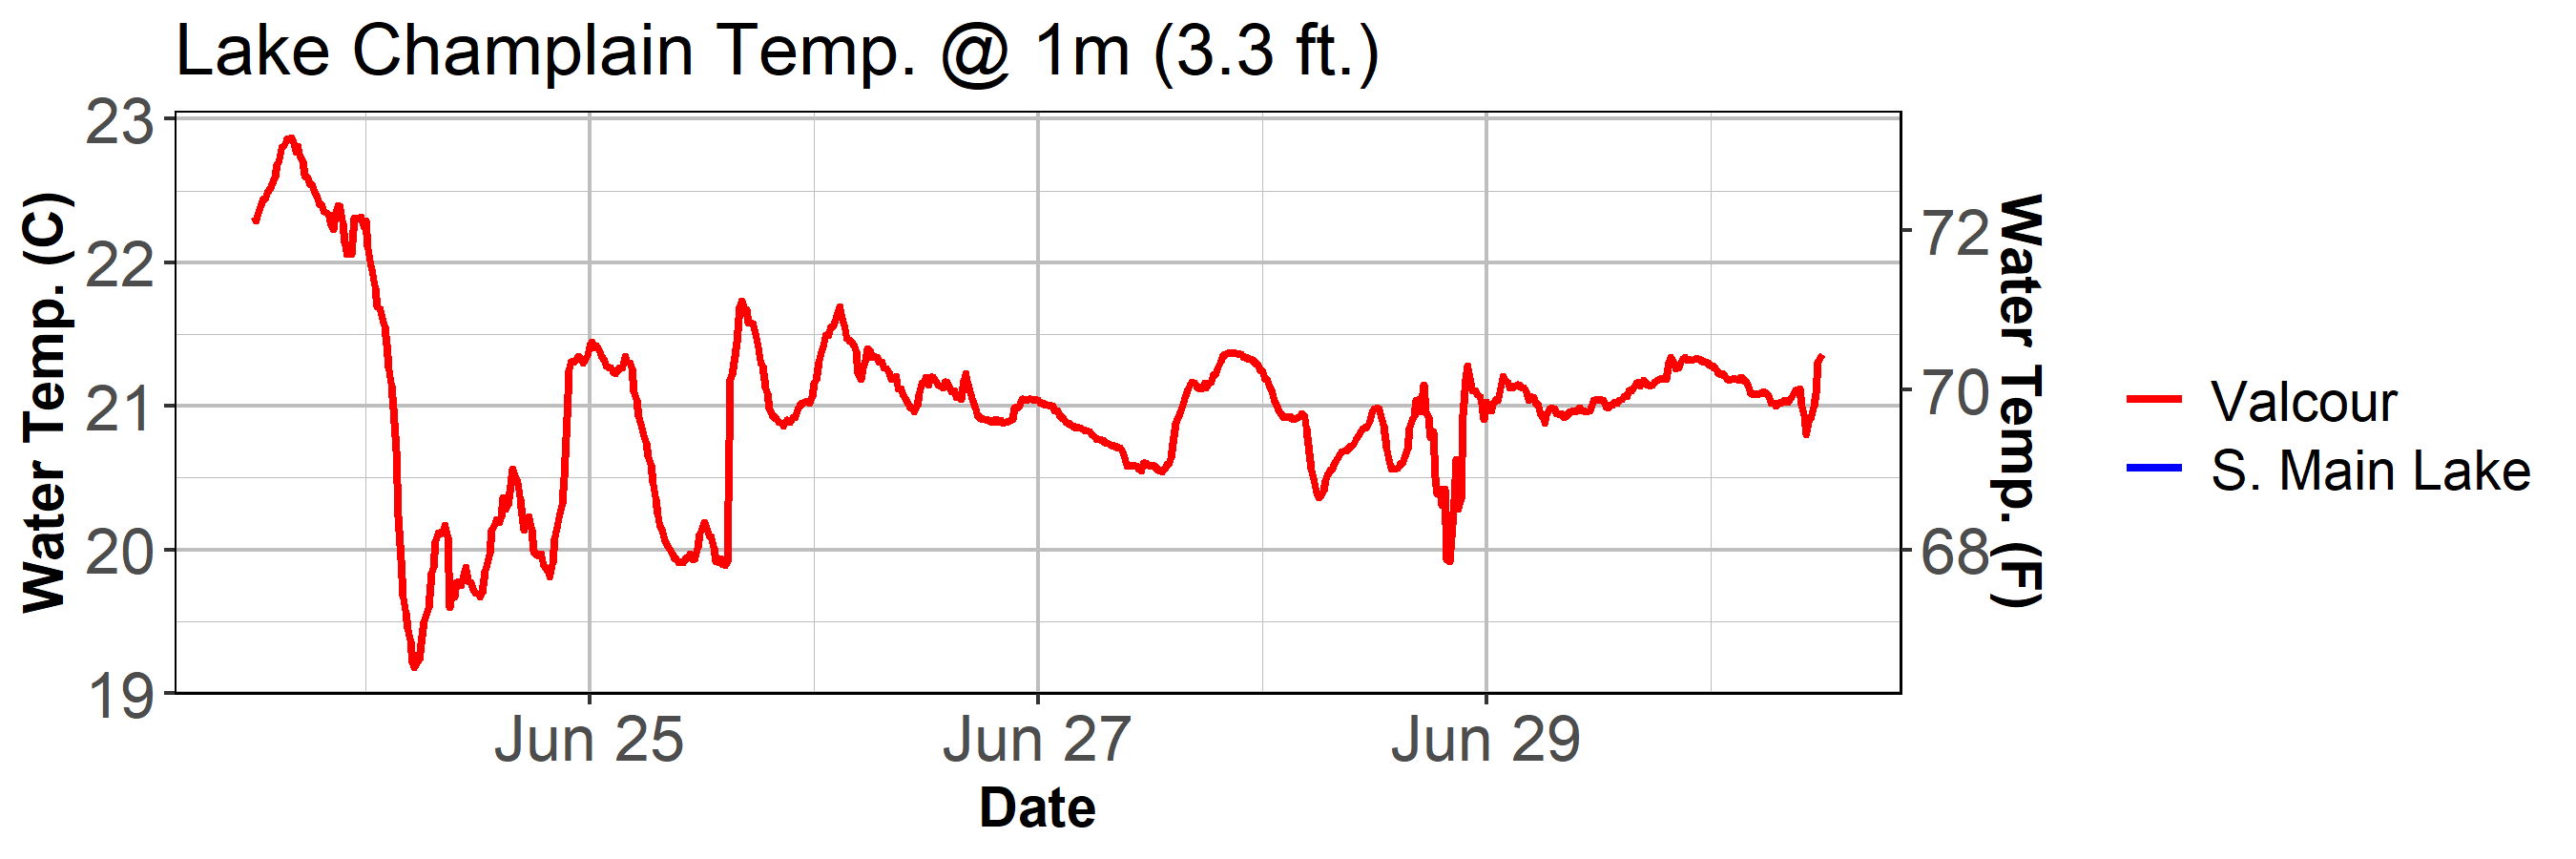 Lake Champlain Temp. @ 1m (3.3 ft.)
Water Temp. (C)
23
22
21
20
19
72
70
68
Water Temp. (F)
Jun 25
Jun 27
Jun 29
Date
Valcour
S. Main Lake